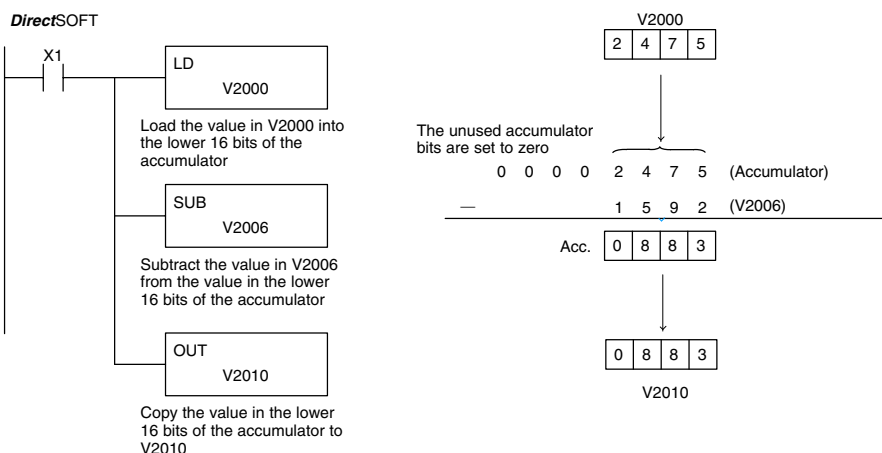 DirectSOFT
X1
LD
V2000
Load the value in V2000 into
the lower 16 bits of the
accumulator
SUB
V2006
Subtract the value in V2006
from the value in the lower
16 bits of the accumulator
OUT
V2010
Copy the value in the lower
16 bits of the accumulator to
V2010
V2000
2 4 7 5
The unused accumulator
bits are set to zero
0 0 0 0 2 4 7 5 (Accumulator)
— 1 5 9 2 (V2006)
Acc. 0 8 8 3
0 8 8 3
V2010